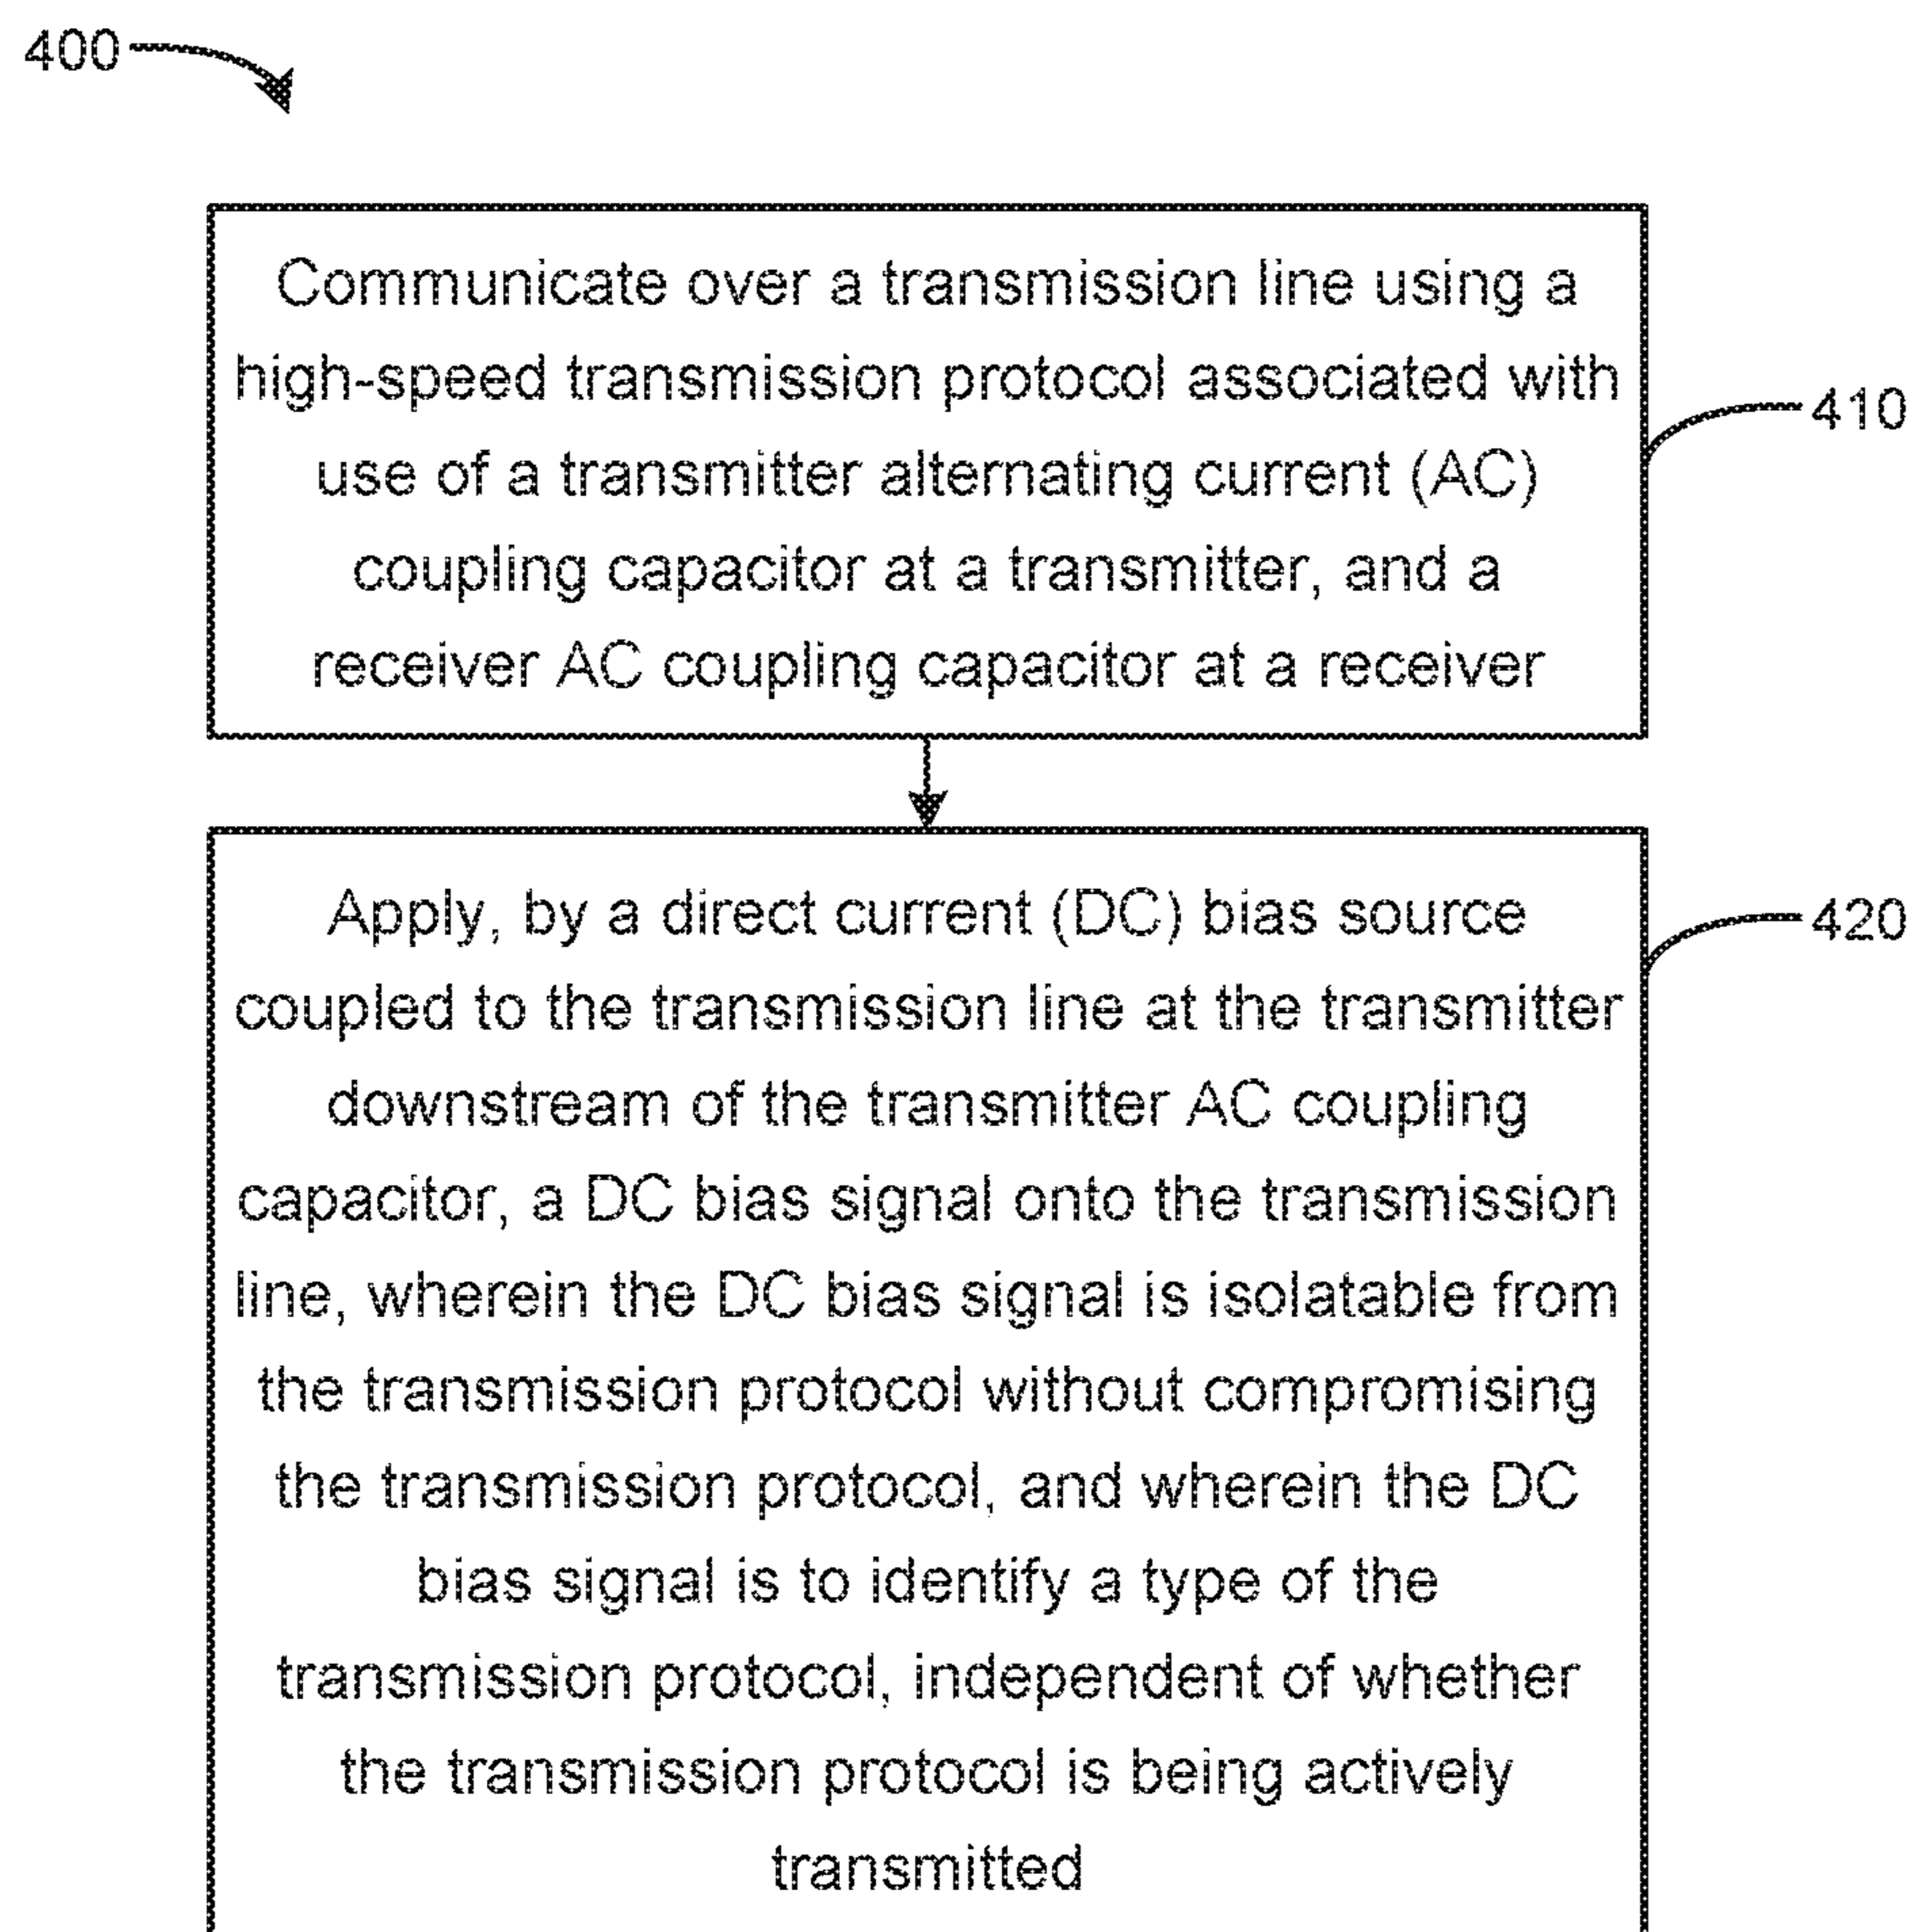 400
Communicate over a transmission line using a
high-speed transmission protocol associated with
use of a transmitter alternating current (AC)
coupling capacitor at a transmitter, and a
receiver AC coupling capacitor at a receiver
410
Apply, by a direct current (DC) bias source
coupled to the transmission line at the transmitter
downstream of the transmitter AC coupling
capacitor, a DC bias signal onto the transmission
line, wherein the DC bias signal is isolatable from
the transmission protocol without compromising
the transmission protocol, and wherein the DC
bias signal is to identify a type of the
transmission protocol, independent of whether
the transmission protocol is being actively
transmitted
420